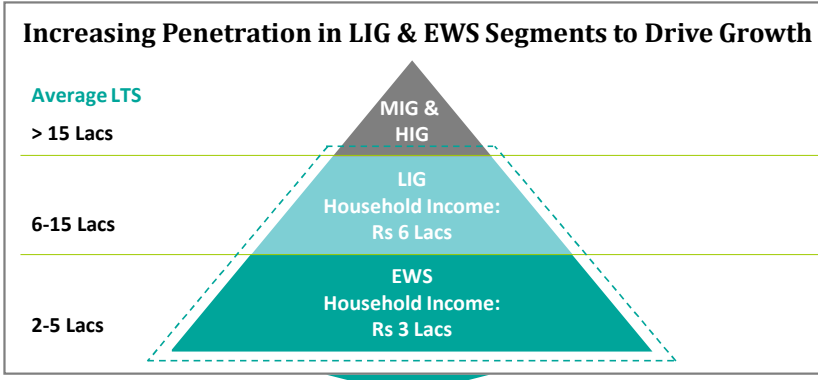 Increasing Penetration in LIG & EWS Segments to Drive Growth
Average LTS
> 15 Lacs
MIG &
HIG
6-15 Lacs
LIG
Household Income:
Rs 6 Lacs
2-5 Lacs
EWS
Household Income:
Rs 3 Lacs